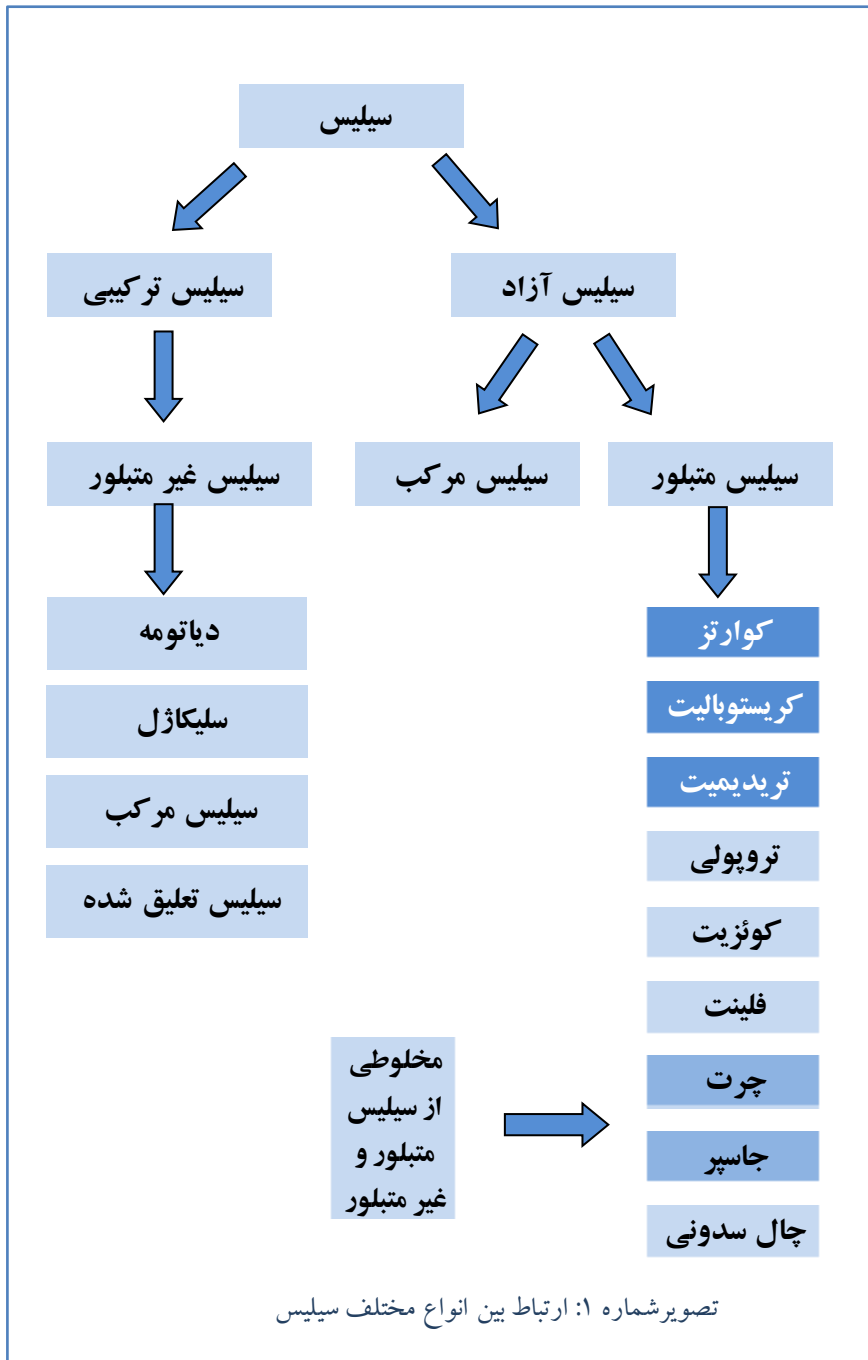 سیلیس
سیلیس آزاد
سیلیس ترکیبی
سیلیس متبلور
سیلیس مرکب
سیلیس غیر متبلور
کوارتز
کریستوبالیت
تریدیمیت
تروپولی
کوئزیت
فلینت
چرت
جاسپر
چال سدونی
دیاتومه
سلیکاژل
سیلیس مرکب
سیلیس تعلیق شده
مخلوطی
از سیلیس
متبلور و
غیر متبلور
تصویرشماره ۱: ارتباط بین انواع مختلف سیلیس